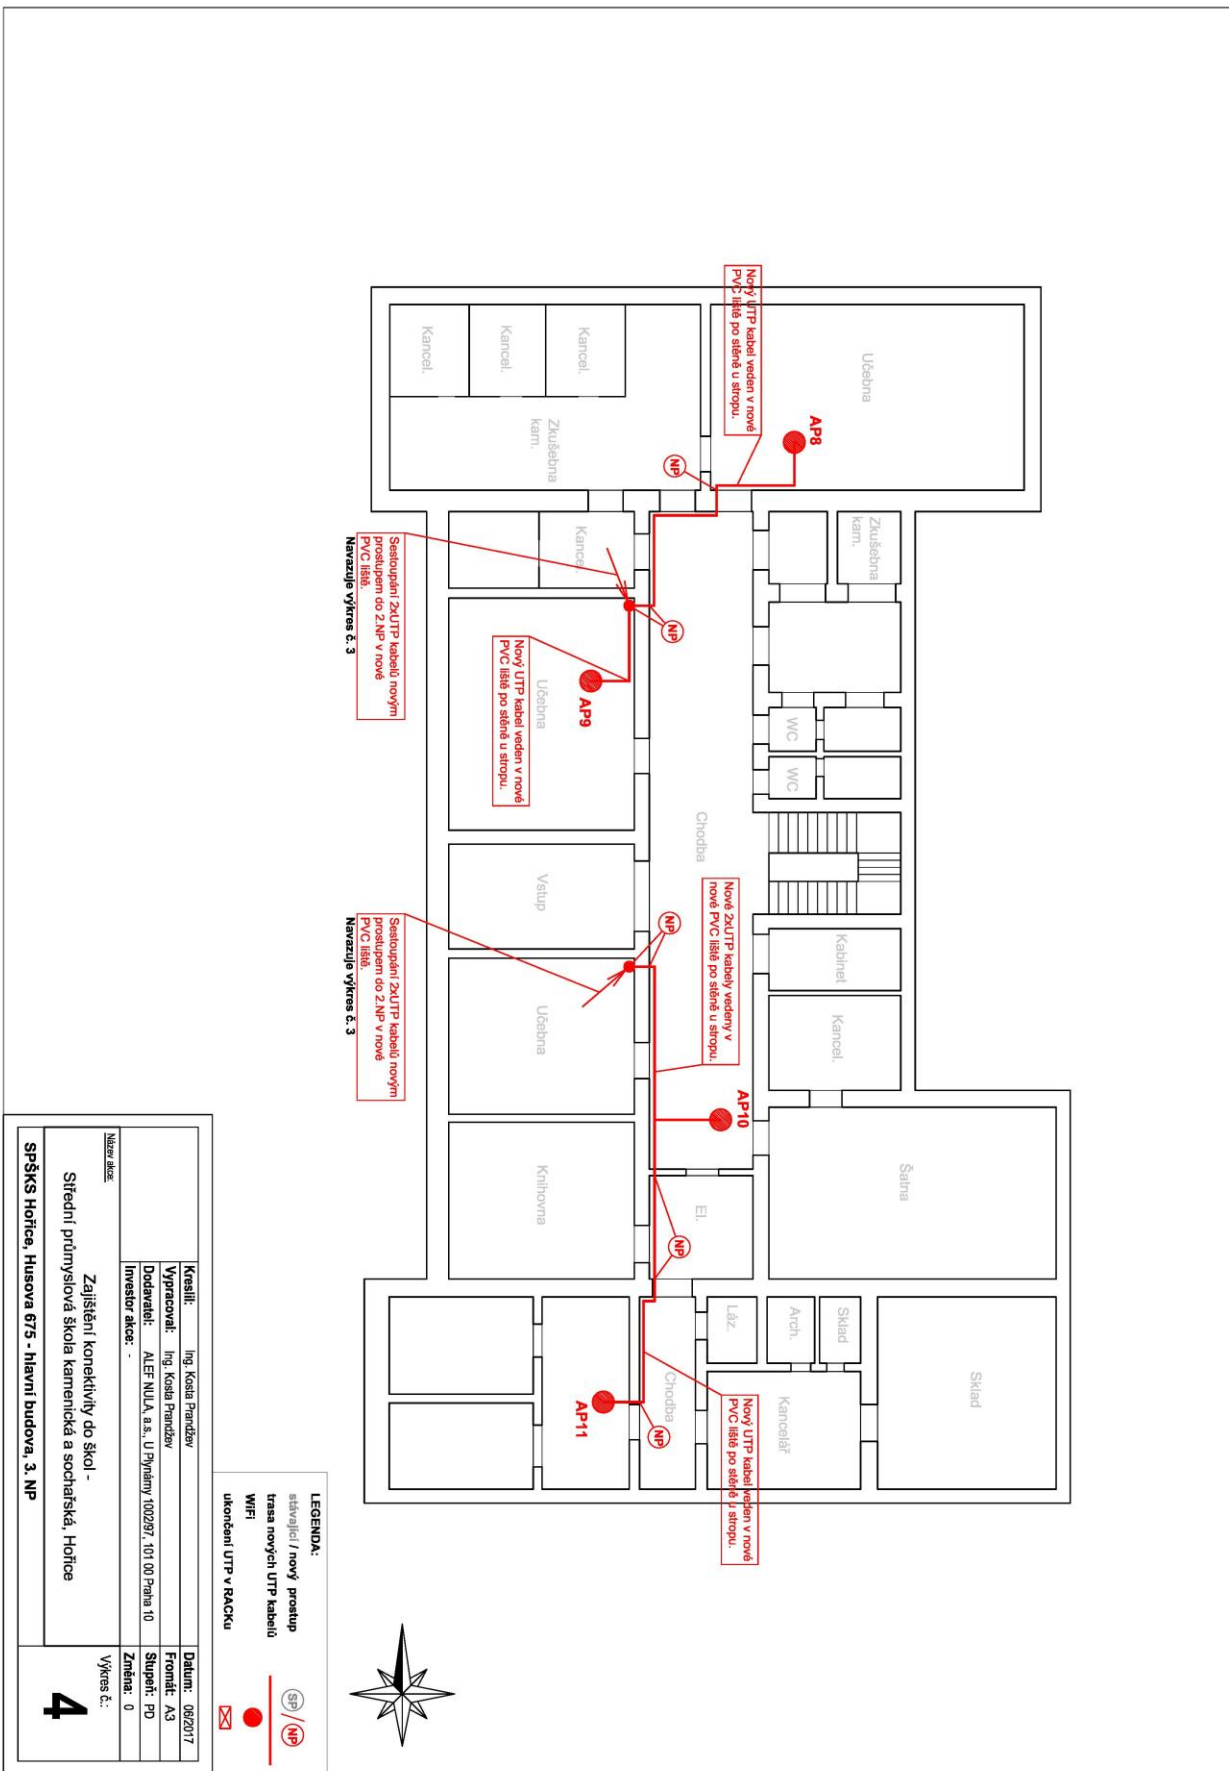 Učebna
AP8
Nový UTP kabel veden v nové
PVC liště po stěně u stropu.
NP
Kancel.
Kancel.
Kancel.
Zkušebna
kam.
Kancel.
Zkušebna
kam.
Sestoupání 2xUTP kabelů novým
prostupem do 2.NP v nové
PVC liště.
Navazuje výkres č. 3
NP
Učebna
Nový UTP kabel veden v nové
PVC liště po stěně u stropu.
AP9
WC
WC
Chodba
Vstup
Nové 2xUTP kabely vedeny v
nové PVC liště po stěně u stropu.
NP
Sestoupání 2xUTP kabelů novým
prostupem do 2.NP v nové
PVC liště.
Navazuje výkres č. 3
Učebna
Kabinet
Kancel.
AP10
Šatna
Knihovna
El.
NP
Láz.
Arch.
Sklad
Sklad
Kancelář
Chodba
Nový UTP kabel veden v nové
PVC liště po stěně u stropu.
NP
AP11
LEGENDA:
stávající / nový prostup
SP / NP
trasa nových UTP kabelů
WiFi
ukončení UTP v RACKu
Kreslil: Ing. Kosta Prandžev
Datum: 06/2017
Vypracoval: Ing. Kosta Prandžev
Fromát: A3
Dodavatel: ALEF NULA, a.s., U Plynárny 1002/97, 101 00 Praha 10
Stupeň: PD
Investor akce: -
Změna: 0
Název akce:
Zajištění konektivity do škol -
Střední průmyslová škola kamenická a sochařská, Hořice
Výkres č.:
4
SPŠKS Hořice, Husova 675 - hlavní budova, 3. NP